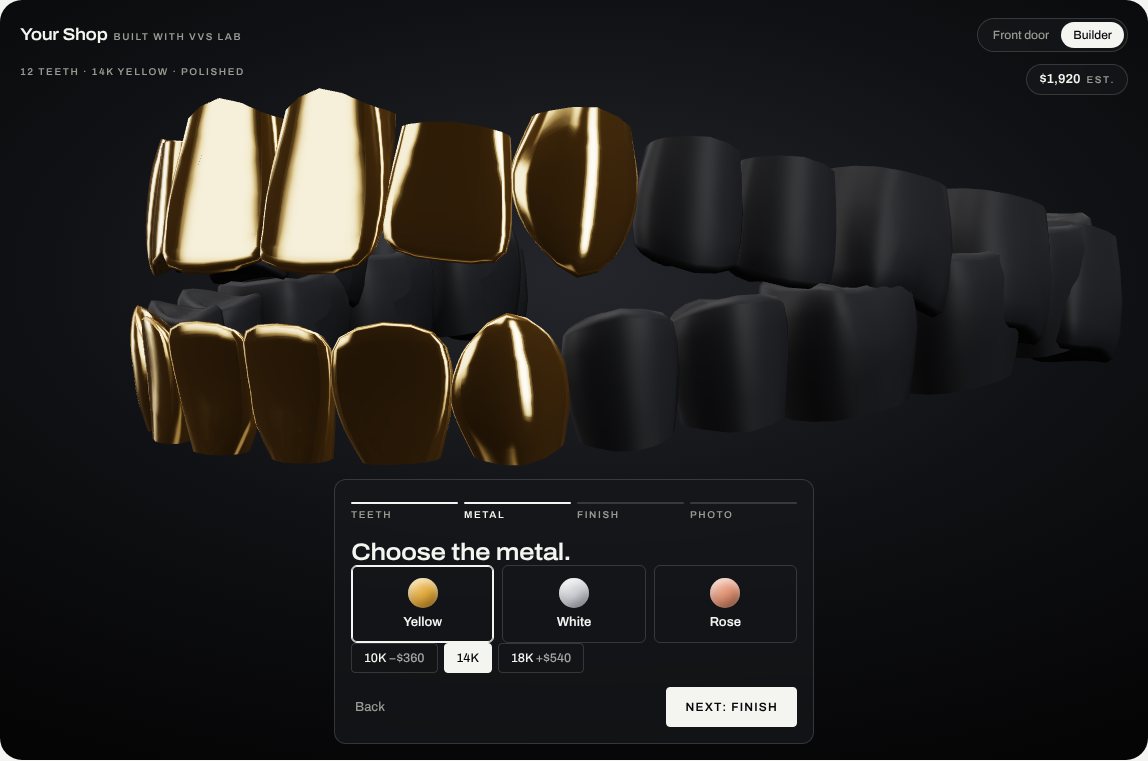 Your Shop BUILT WITH VVS LAB
Front door Builder
12 TEETH · 14K YELLOW · POLISHED
$1,920 EST.
TEETH METAL FINISH PHOTO
Choose the metal.
Yellow White Rose
10K –$360 14K 18K +$540
Back NEXT: FINISH